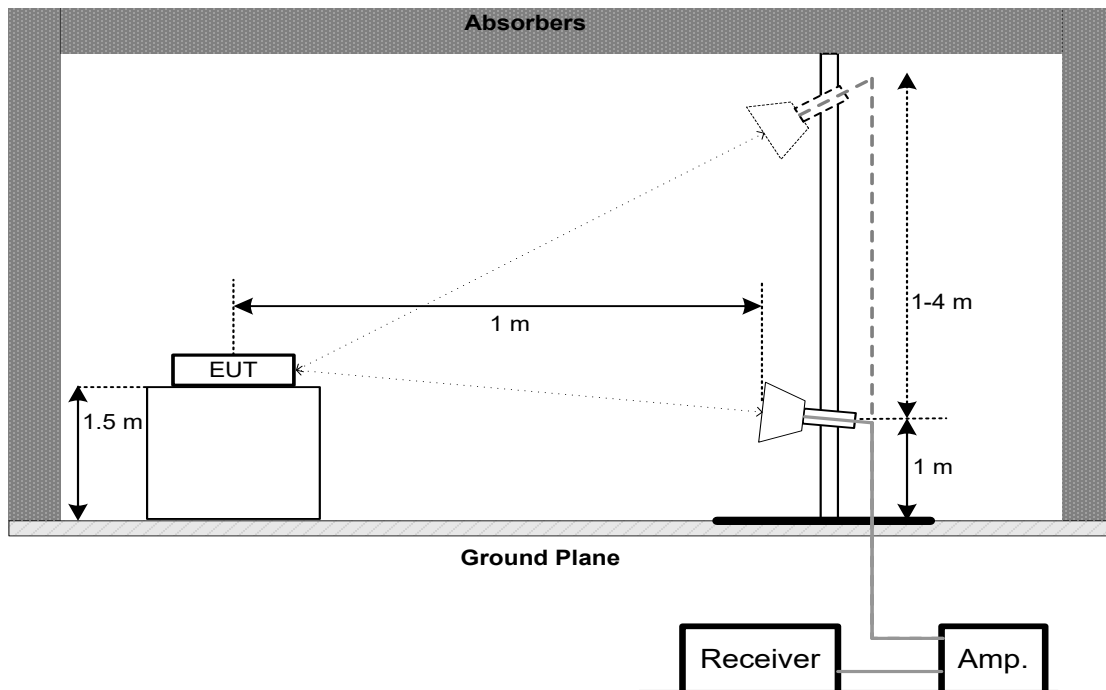 Absorbers
1-4 m
1 m
EUT
1.5 m
1 m
Ground Plane
Receiver
Amp.